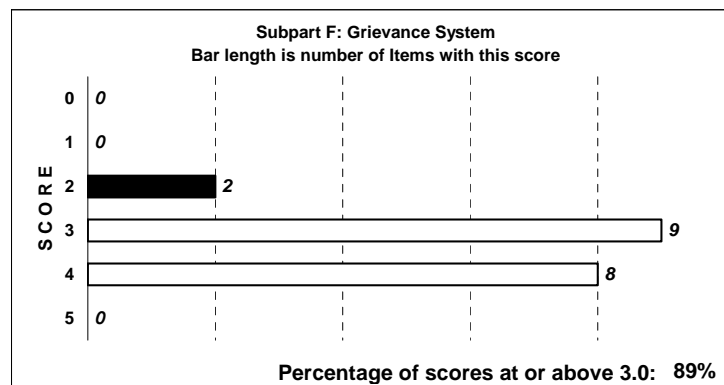 Subpart F: Grievance System
Bar length is number of Items with this score
0 0
1 0
2 2
3 9
4 8
5 0
SCORE
Percentage of scores at or above 3.0: 89%